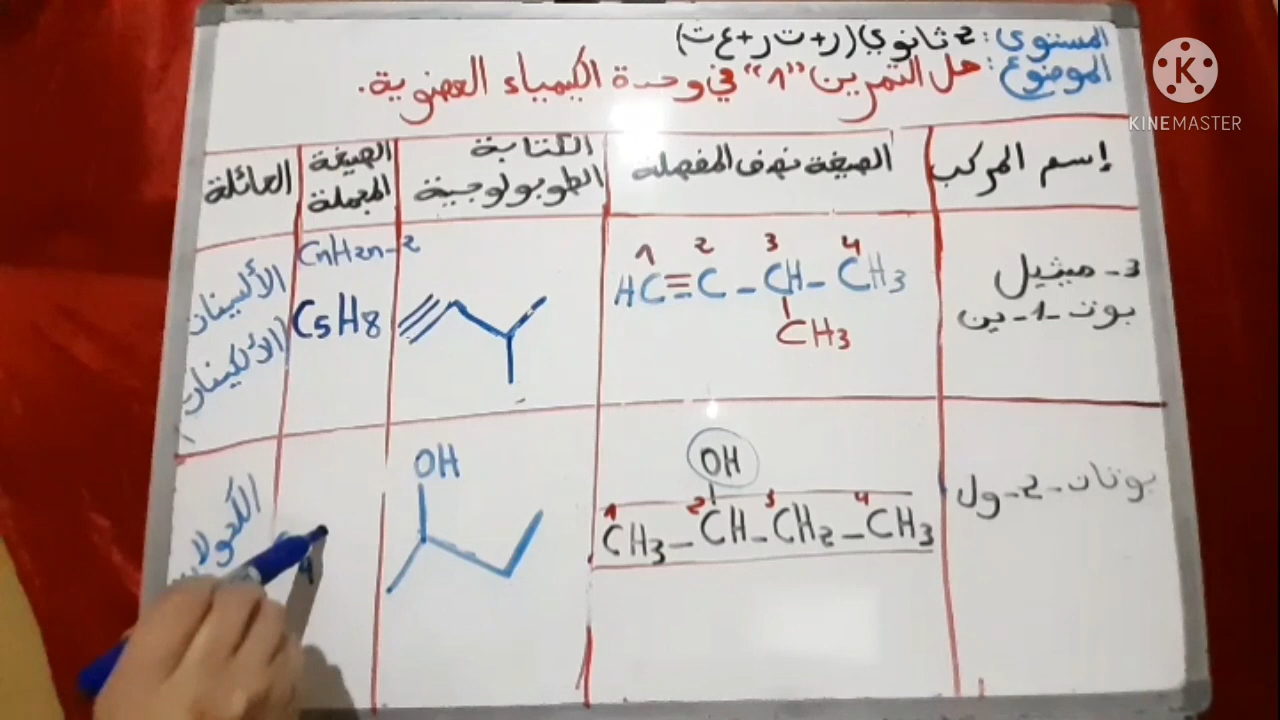 المستوى: 2 ثانوي (ر+ت ر+ع ت)
الموضوع: حل التمرين "1" في وحدة الكيمياء العضوية.
K
KINEMASTER
إسم المركب
الصيغة نصف المفصلة
الكتابة
الطوبولوجية
الصيغة
المجملة
العائلة
3- ميثيل
بوت-1-ين
1 2 3 4
HC≡C-CH-CH3
CH3
CnH2n-2
C5H8
الألسينان
(الألكينان
بوتان-2-ول
OH
1 2 3 4
CH3-CH-CH2-CH3
OH